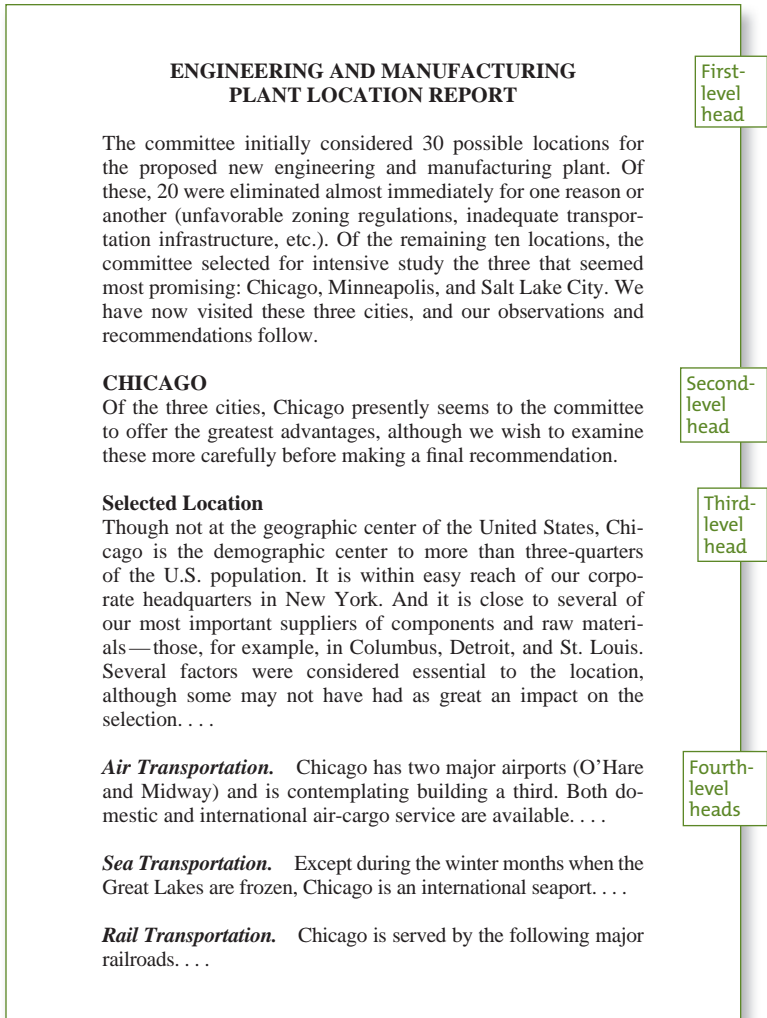 ENGINEERING AND MANUFACTURING
PLANT LOCATION REPORT
First-
level
head
The committee initially considered 30 possible locations for
the proposed new engineering and manufacturing plant. Of
these, 20 were eliminated almost immediately for one reason or
another (unfavorable zoning regulations, inadequate transpor-
tation infrastructure, etc.). Of the remaining ten locations, the
committee selected for intensive study the three that seemed
most promising: Chicago, Minneapolis, and Salt Lake City. We
have now visited these three cities, and our observations and
recommendations follow.
CHICAGO
Second-
level
head
Of the three cities, Chicago presently seems to the committee
to offer the greatest advantages, although we wish to examine
these more carefully before making a final recommendation.
Selected Location
Third-
level
head
Though not at the geographic center of the United States, Chi-
cago is the demographic center to more than three-quarters
of the U.S. population. It is within easy reach of our corpo-
rate headquarters in New York. And it is close to several of
our most important suppliers of components and raw materi-
als—those, for example, in Columbus, Detroit, and St. Louis.
Several factors were considered essential to the location,
although some may not have had as great an impact on the
selection. . . .
Air Transportation. Chicago has two major airports (O’Hare
and Midway) and is contemplating building a third. Both do-
mestic and international air-cargo service are available. . . .
Fourth-
level
heads
Sea Transportation. Except during the winter months when the
Great Lakes are frozen, Chicago is an international seaport. . . .
Rail Transportation. Chicago is served by the following major
railroads. . . .